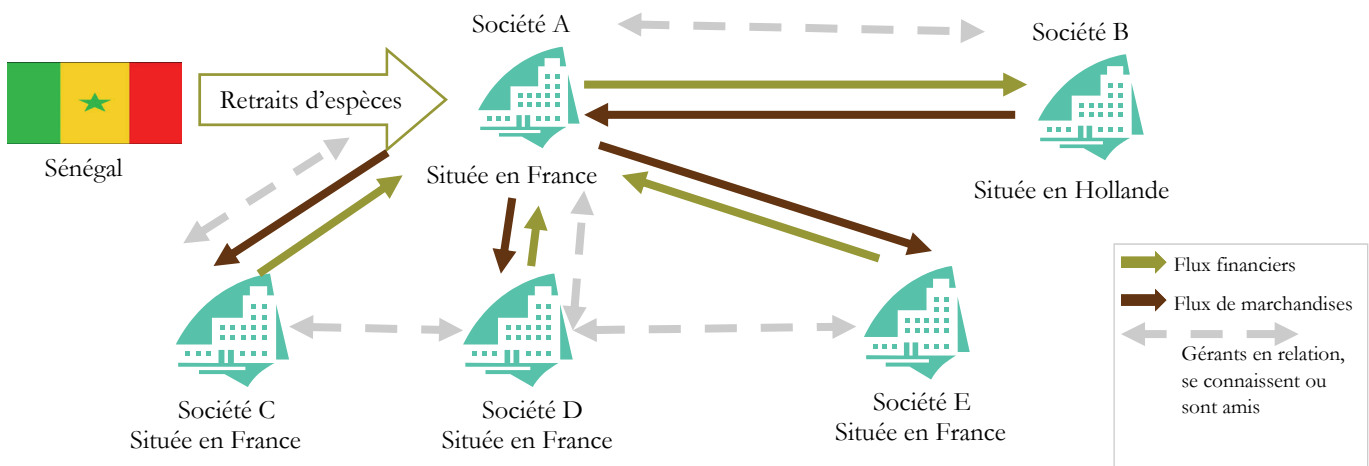 Société A
Société B
Retraits d'espèces
Sénégal
Située en France
Située en Hollande
Flux financiers
Flux de marchandises
Gérants en relation,
se connaissent ou
sont amis
Société C
Située en France
Société D
Située en France
Société E
Située en France